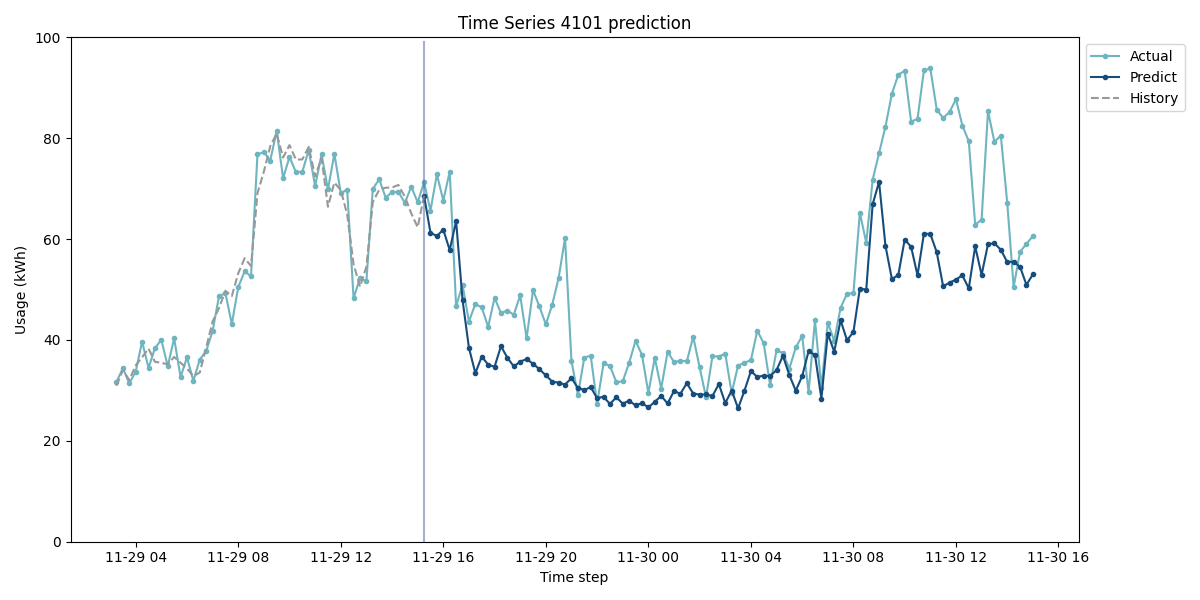 Time Series 4101 prediction
100
80
60
40
20
0
Usage (kWh)
11-29 04
11-29 08
11-29 12
11-29 16
11-29 20
11-30 00
11-30 04
11-30 08
11-30 12
11-30 16
Time step
Actual
Predict
History